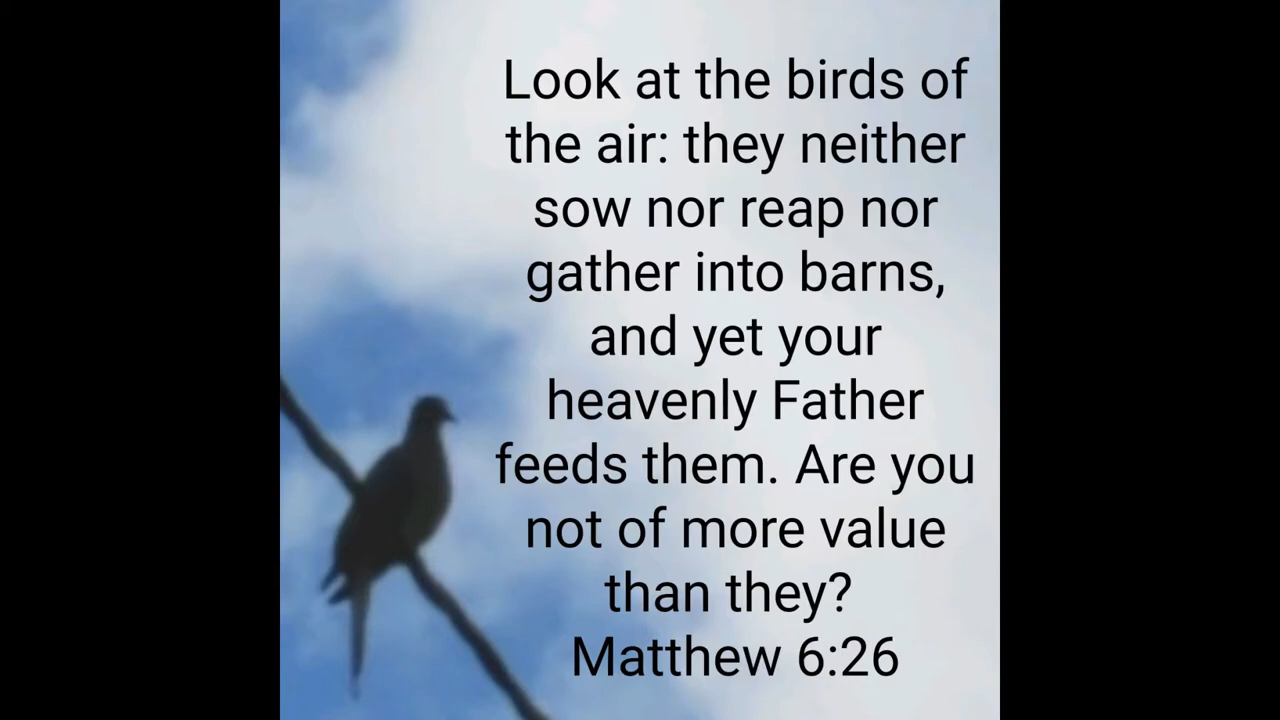 Look at the birds of
the air: they neither
sow nor reap nor
gather into barns,
and yet your
heavenly Father
feeds them. Are you
not of more value
than they?
Matthew 6:26